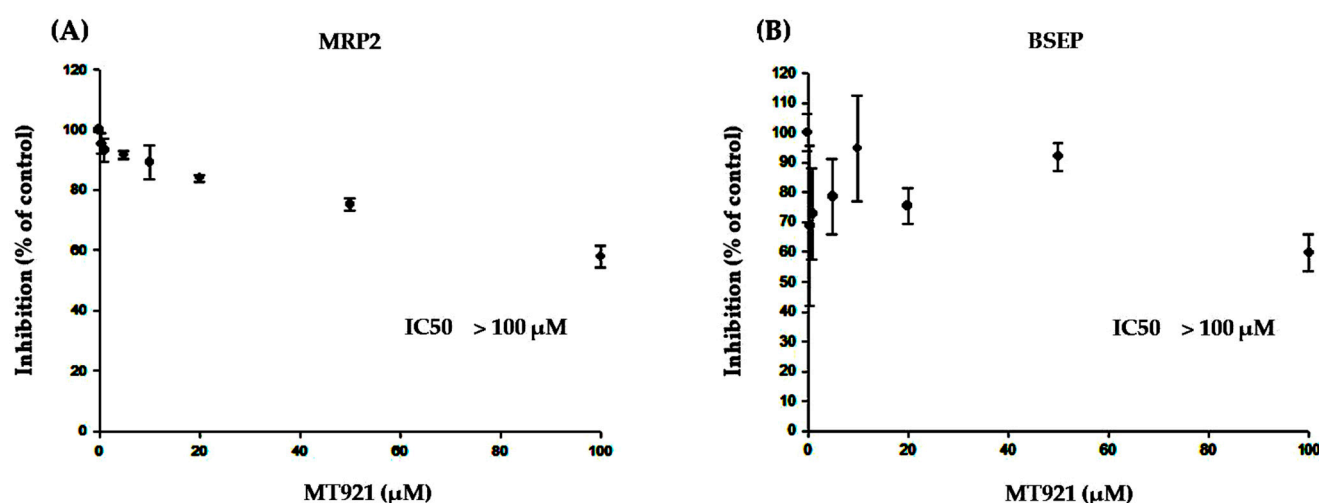 (A)
MRP2
120
100
80
60
40
20
0
0 20 40 60 80 100
Inhibition (% of control)
IC50 > 100 μM
MT921 (μM)
(B)
BSEP
120
110
100
90
80
70
60
50
40
30
20
10
0
0 20 40 60 80 100
Inhibition (% of control)
IC50 > 100 μM
MT921 (μM)